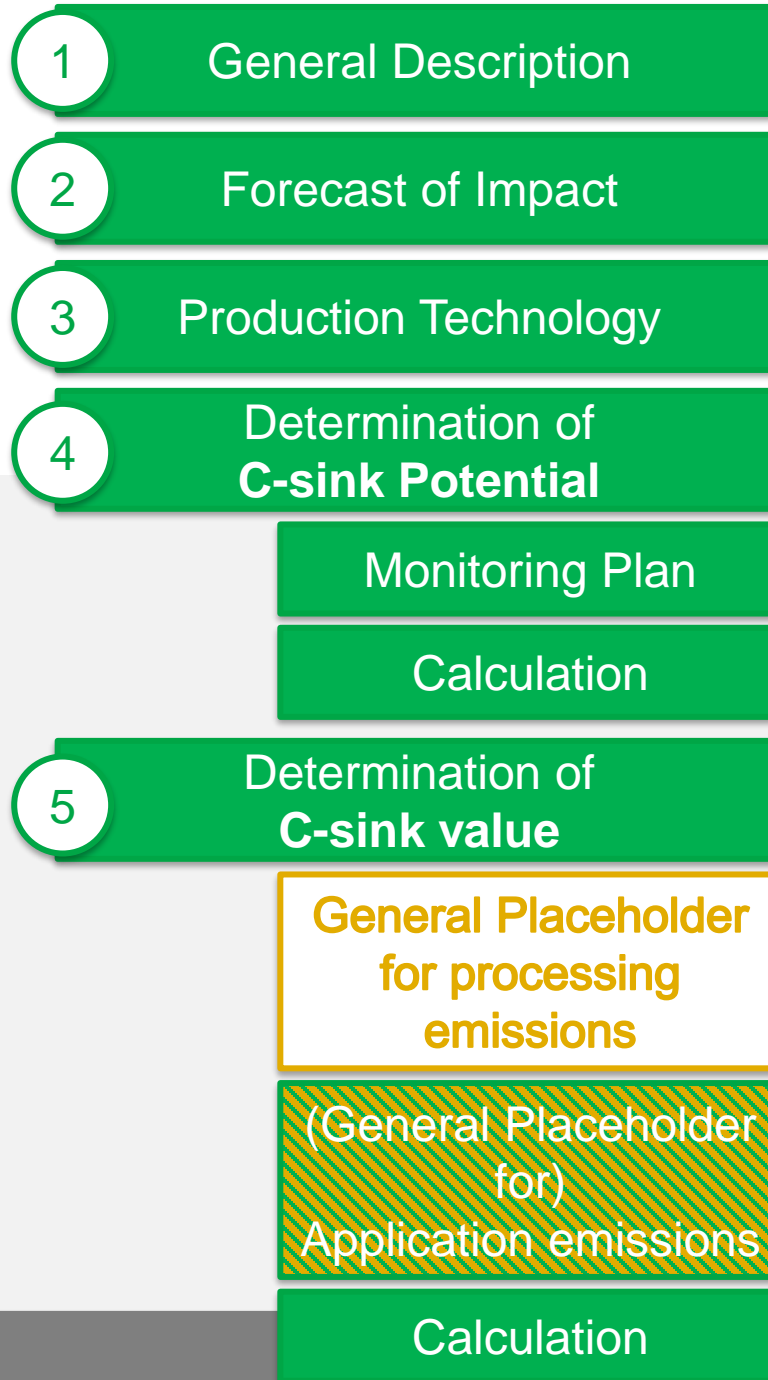 1
General Description
2
Forecast of Impact
3
Production Technology
4
Determination of
C-sink Potential
Monitoring Plan
Calculation
5
Determination of
C-sink value
General Placeholder
for processing
emissions
(General Placeholder
for)
Application emissions
Calculation